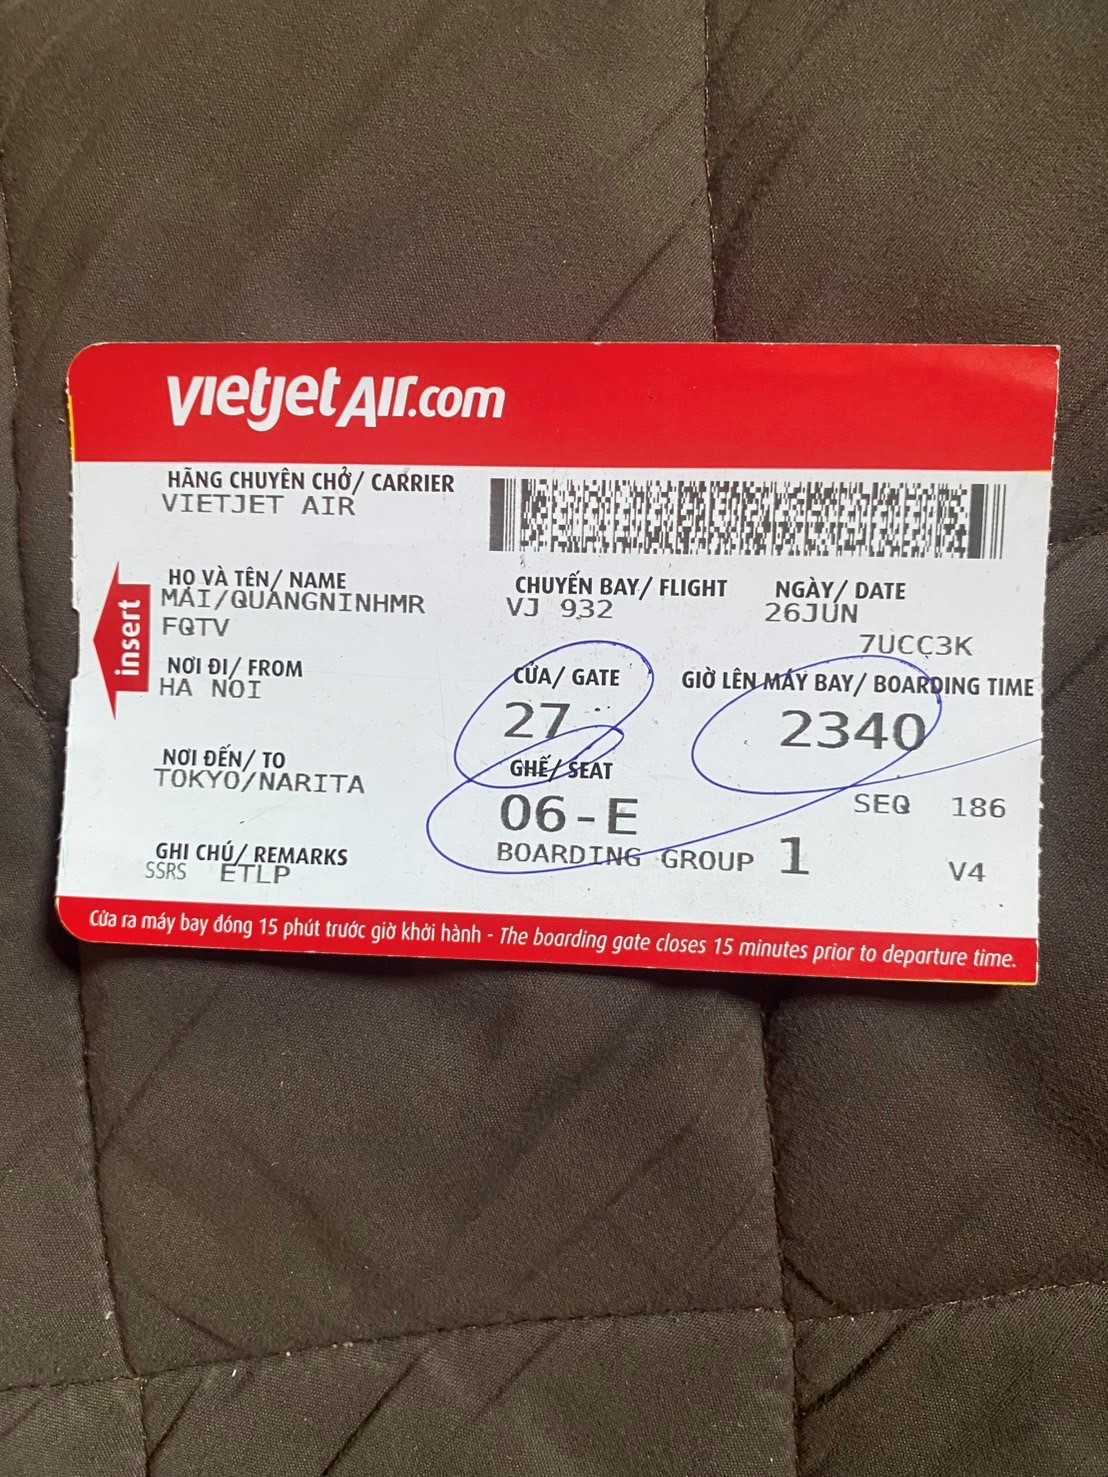 vietjetAir.com
HÃNG CHUYÊN CHỞ/ CARRIER
VIETJET AIR
HỌ VÀ TÊN/ NAME
MAI/QUANGNINHMR
FQTV
CHUYẾN BAY/ FLIGHT
VJ 932
NGÀY/ DATE
26JUN
7UCC3K
insert
NƠI ĐI/ FROM
HA NOI
CỬA/ GATE
27
GIỜ LÊN MÁY BAY/ BOARDING TIME
2340
NƠI ĐẾN/ TO
TOKYO/NARITA
GHẾ/ SEAT
06-E
SEQ 186
BOARDING GROUP 1
V4
GHI CHÚ/ REMARKS
SSRS ETLP
Cửa ra máy bay đóng 15 phút trước giờ khởi hành - The boarding gate closes 15 minutes prior to departure time.